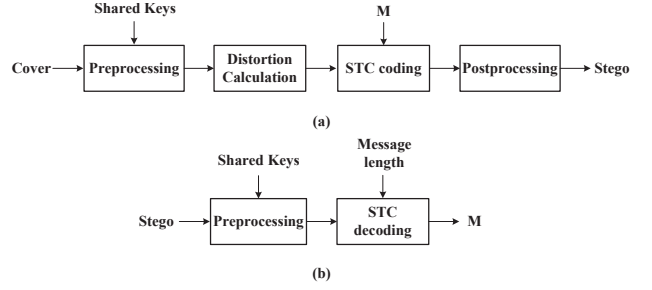 Shared Keys
M
Cover
Preprocessing
Distortion
Calculation
STC coding
Postprocessing
Stego
(a)
Shared Keys
Message
length
Stego
Preprocessing
STC
decoding
M
(b)